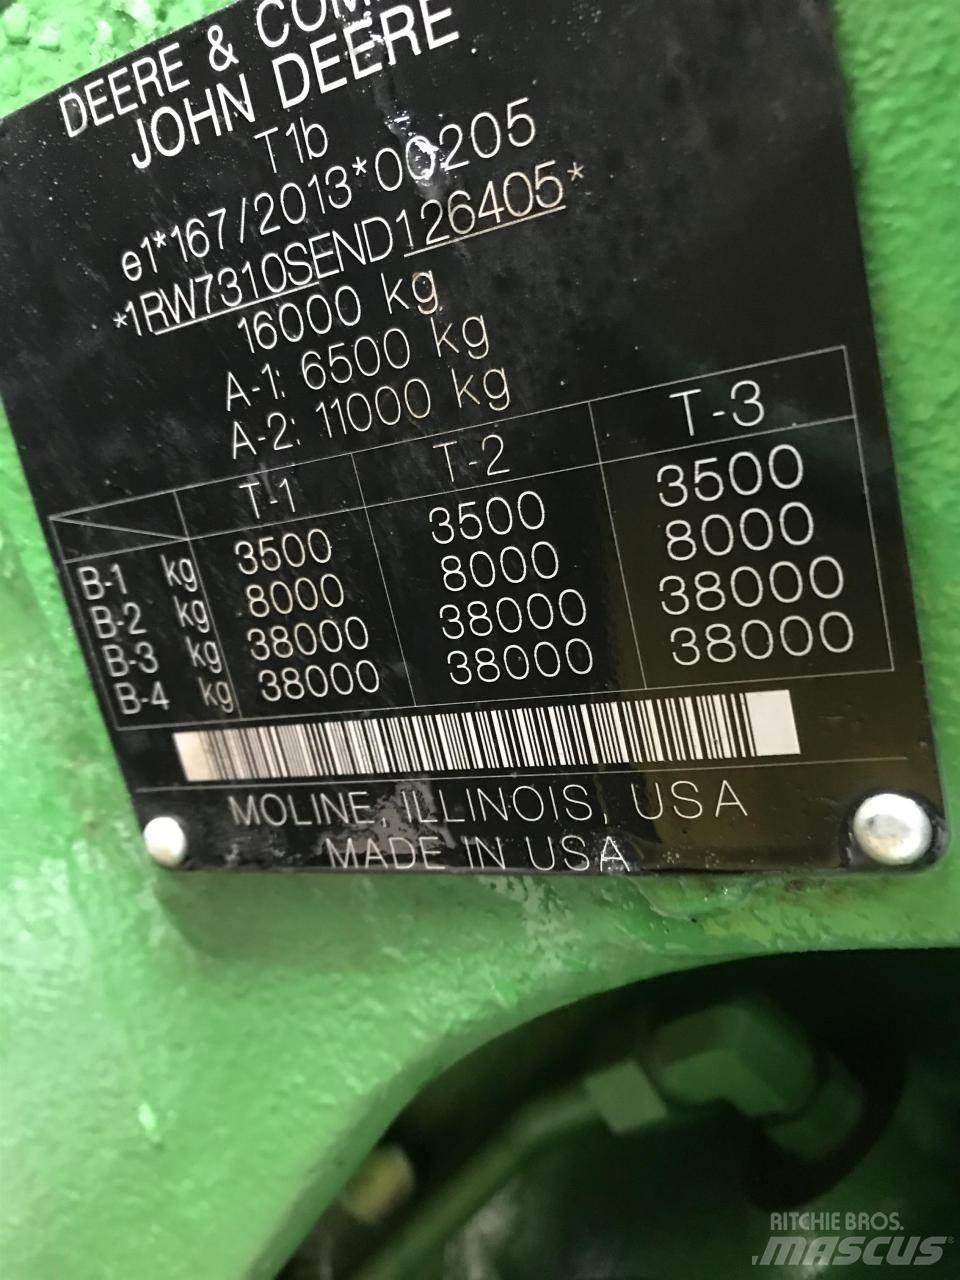 DEERE & COM
JOHN DEERE
T1b
e1*167/2013*00205
*1RW7310SEND126405*
16000 kg
A-1: 6500 kg
A-2: 11000 kg
T-1 T-2 T-3
B-1 kg 3500 3500 3500
B-2 kg 8000 8000 8000
B-3 kg 38000 38000 38000
B-4 kg 38000 38000 38000
MOLINE, ILLINOIS, USA
MADE IN USA
RITCHIE BROS.
MASCUS